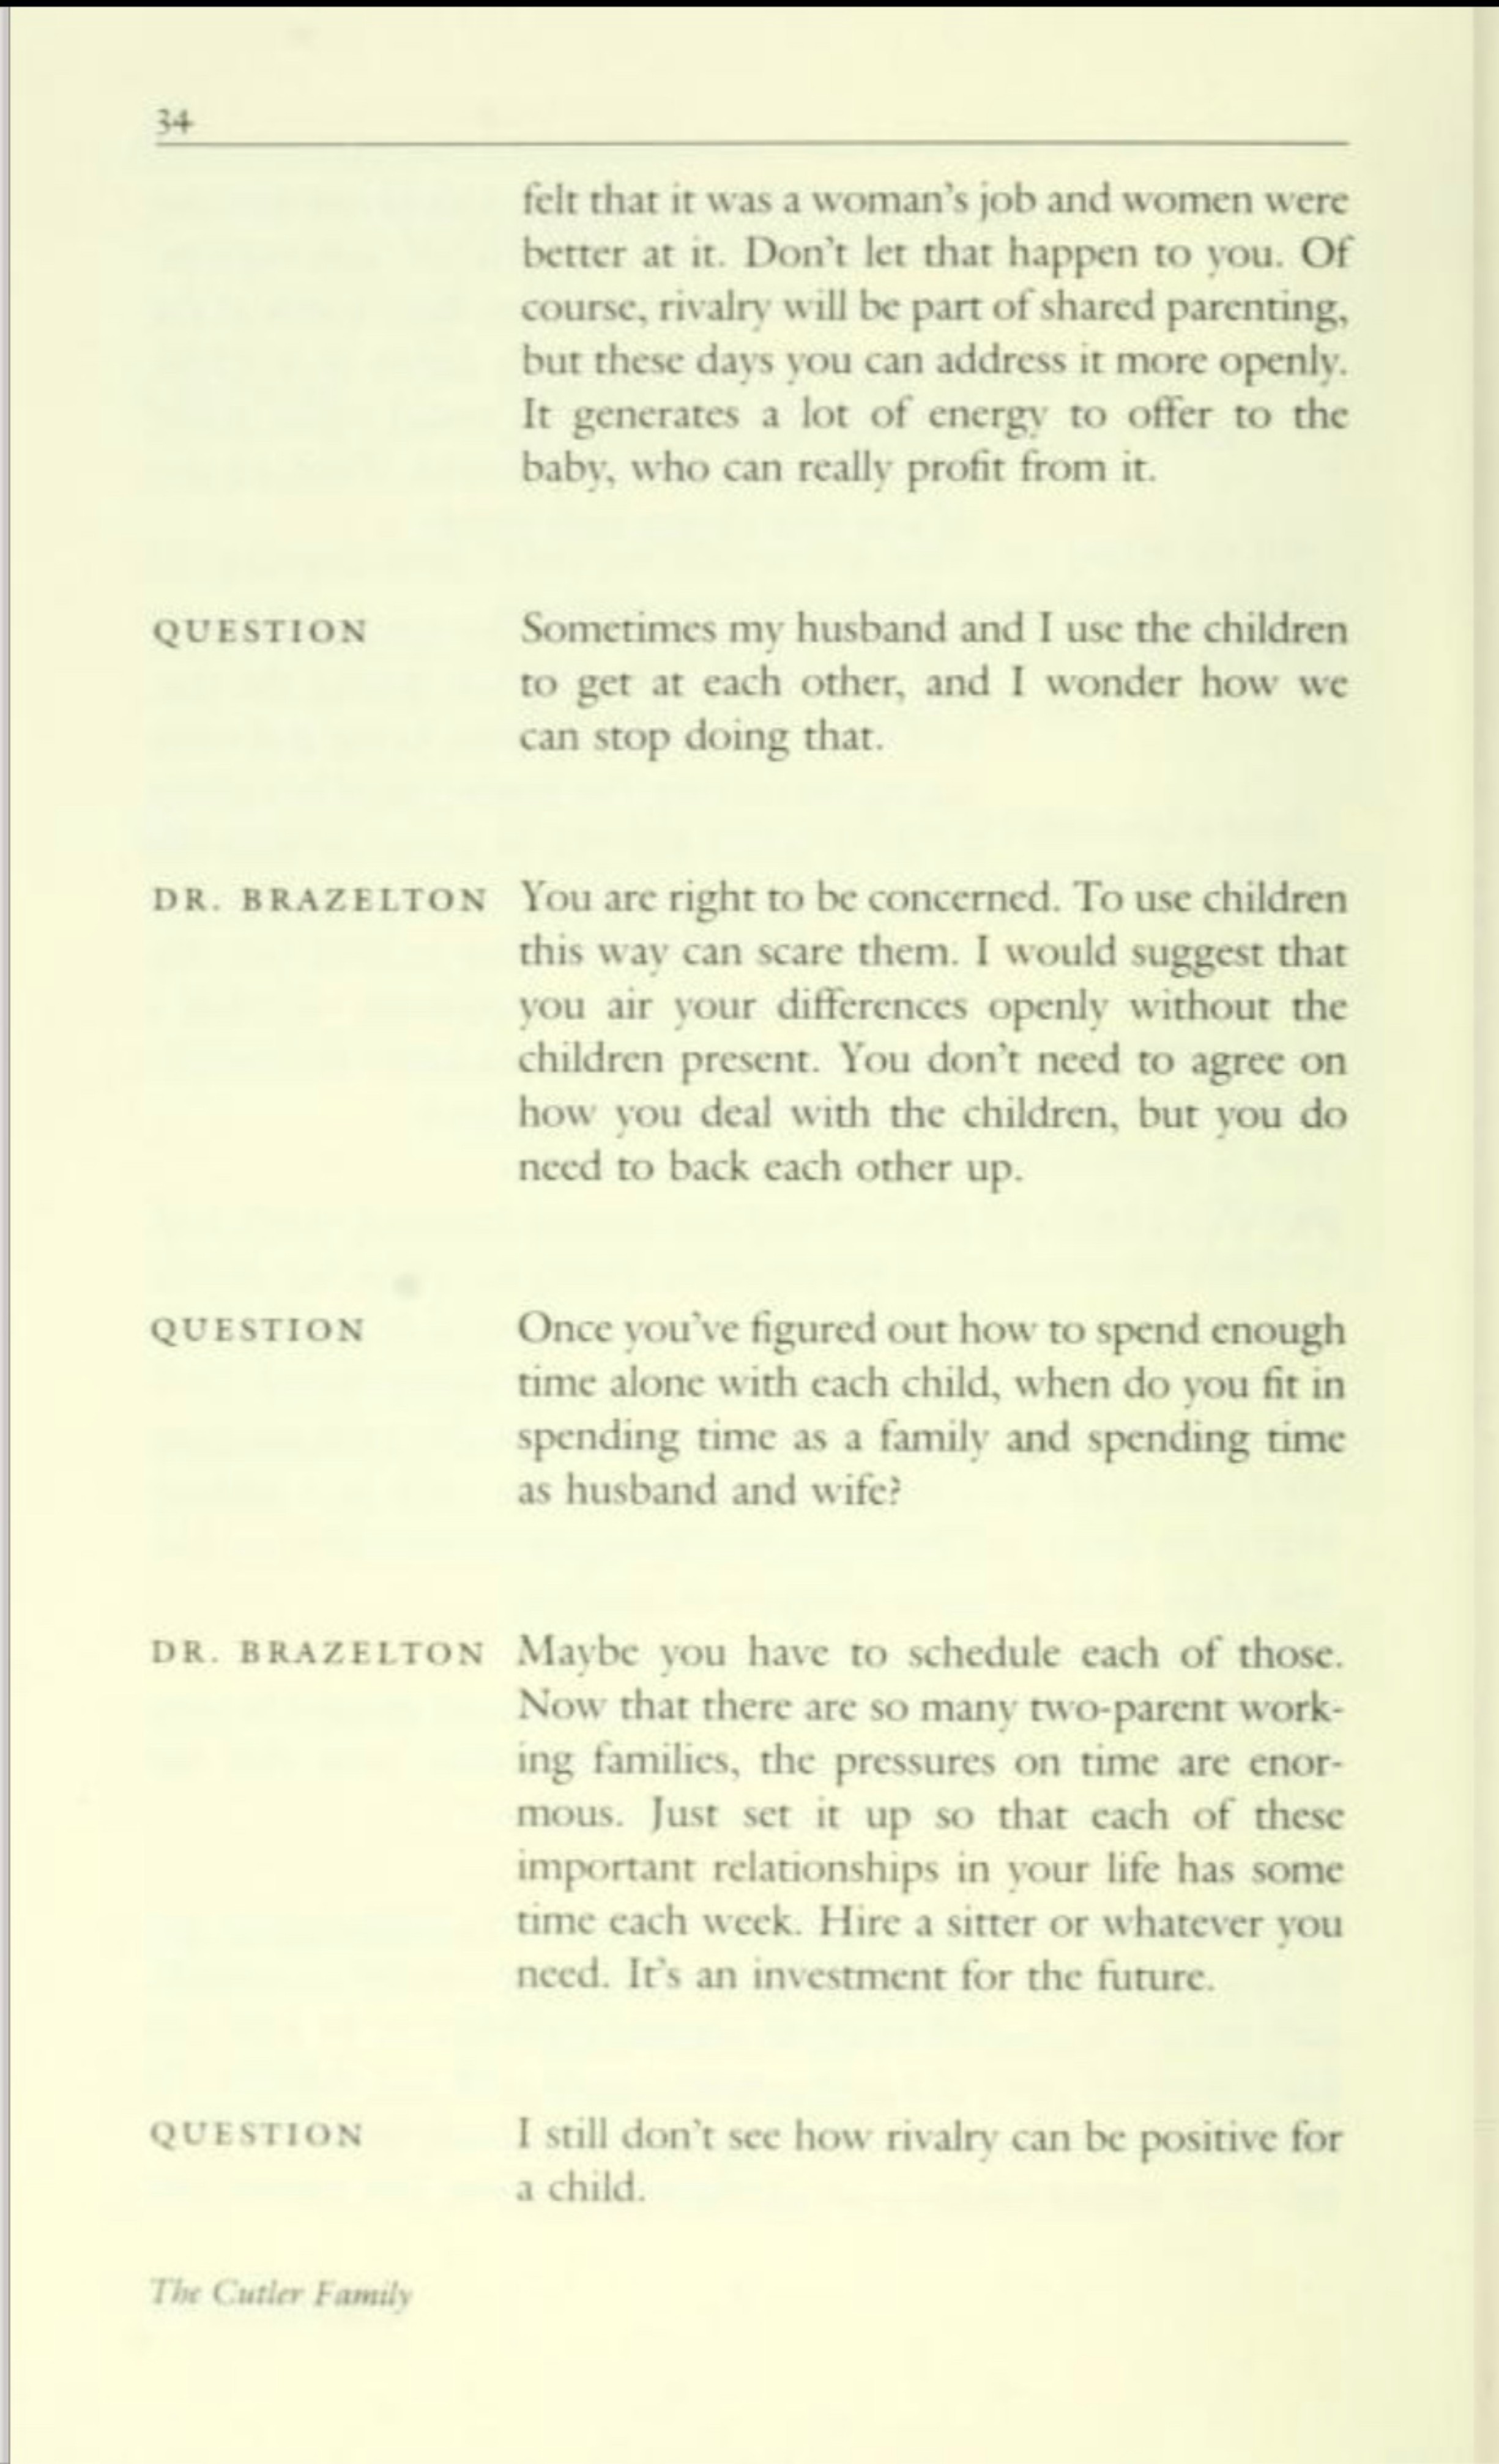 34
felt that it was a woman's job and women were
better at it. Don't let that happen to you. Of
course, rivalry will be part of shared parenting,
but these days you can address it more openly.
It generates a lot of energy to offer to the
baby, who can really profit from it.
QUESTION Sometimes my husband and I use the children
to get at each other, and I wonder how we
can stop doing that.
DR. BRAZELTON You are right to be concerned. To use children
this way can scare them. I would suggest that
you air your differences openly without the
children present. You don't need to agree on
how you deal with the children, but you do
need to back each other up.
QUESTION Once you've figured out how to spend enough
time alone with each child, when do you fit in
spending time as a family and spending time
as husband and wife?
DR. BRAZELTON Maybe you have to schedule each of those.
Now that there are so many two-parent work-
ing families, the pressures on time are enor-
mous. Just set it up so that each of these
important relationships in your life has some
time each week. Hire a sitter or whatever you
need. It's an investment for the future.
QUESTION I still don't see how rivalry can be positive for
a child.
The Cutler Family